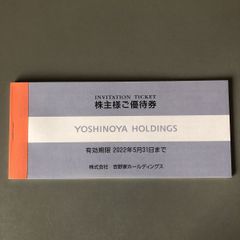 INVITATION TICKET
株主様ご優待券
YOSHINOYA HOLDINGS
有効期限 2022年5月31日まで
株式会社 吉野家ホールディングス